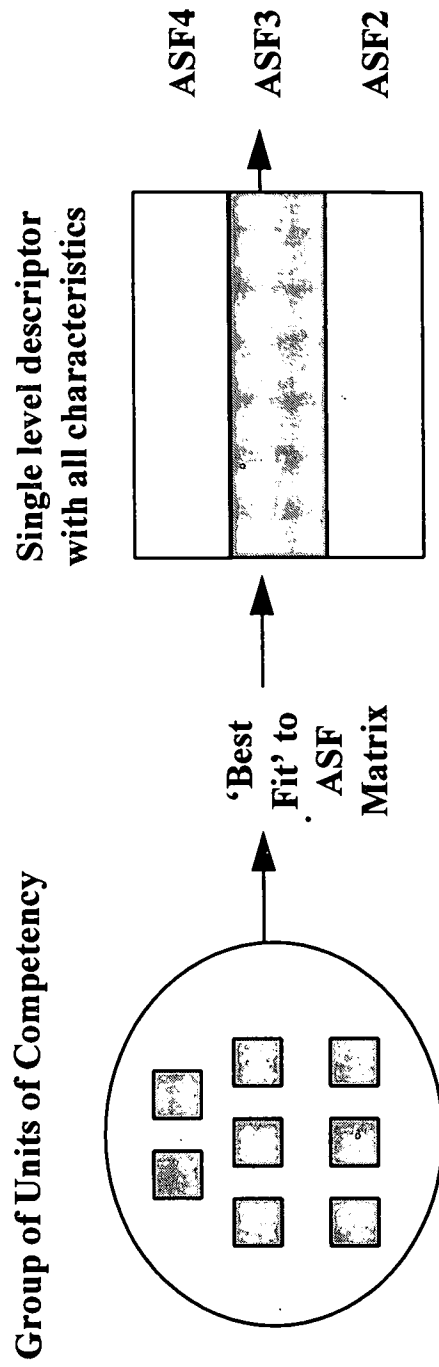 Group of Units of Competency
‘Best
Fit’ to
ASF
Matrix
Single level descriptor
with all characteristics
ASF4
ASF3
ASF2